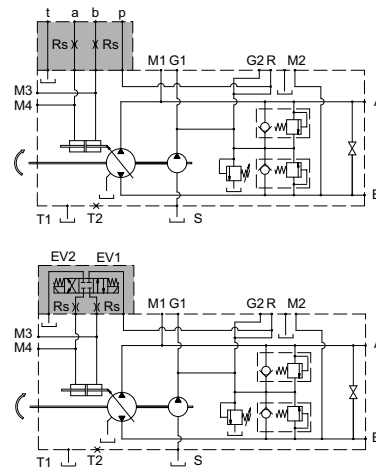 t a b p
Rs Rs
M1 G1 G2 R M2
M3
M4
A
B
T1 T2 S
EV2 EV1
Rs Rs
M1 G1 G2 R M2
M3
M4
A
B
T1 T2 S